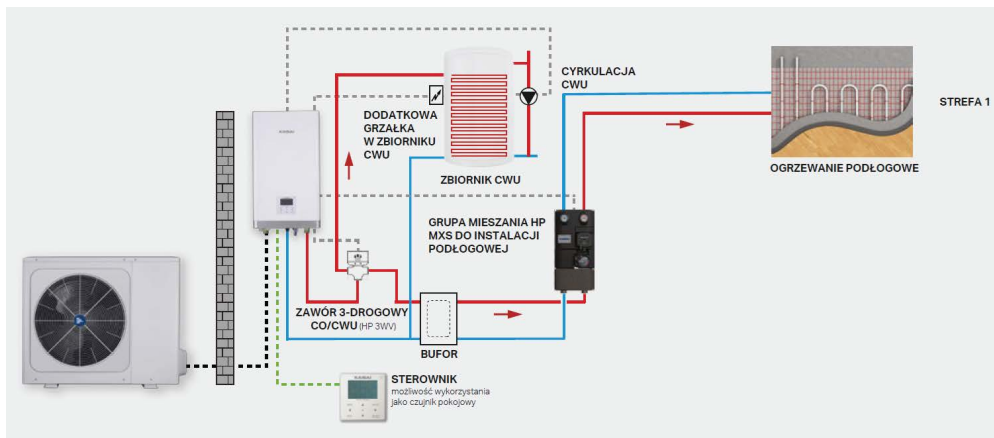 CYRKULACJA
CWU
STREFA 1
DODATKOWA
GRZAŁKA
W ZBIORNIKU
CWU
ZBIORNIK CWU
OGRZEWANIE PODŁOGOWE
GRUPA MIESZANIA HP
MXS DO INSTALACJI
PODŁOGOWEJ
ZAWÓR 3-DROGOWY
CO/CWU (HP 3WV)
BUFOR
STEROWNIK
możliwość wykorzystania
jako czujnik pokojowy